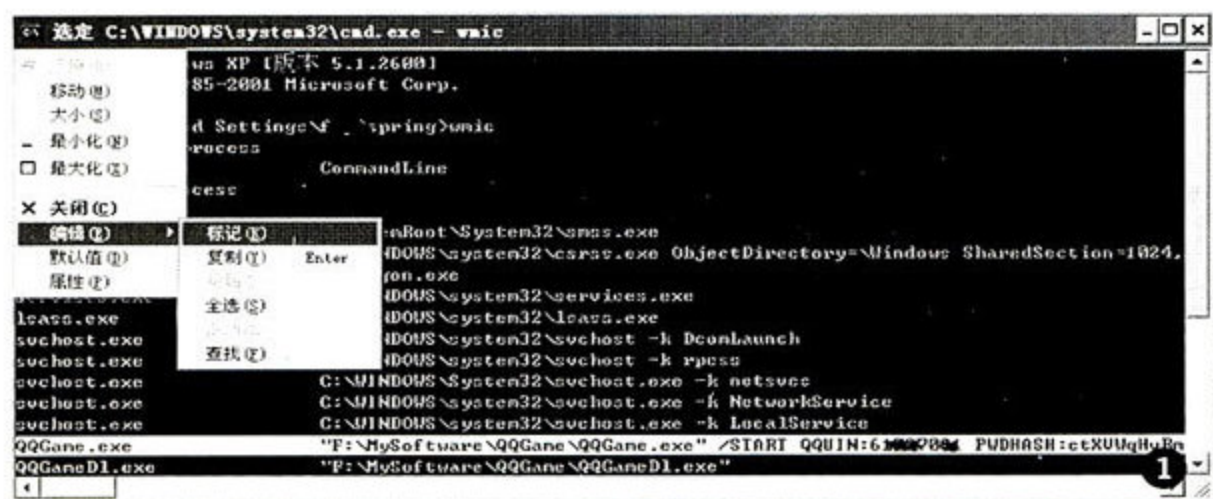 选定 C:\WINDOWS\system32\cmd.exe - wmic
ws XP [版本 5.1.2600]
移动(M)
85-2001 Microsoft Corp.
大小(S)
d Settings\f spring>wmic
最小化(N)
rocess
最大化(X)
CommandLine
cess
关闭(C)
编辑(E)
标记(K)
mRoot\System32\smss.exe
默认值(D)
复制(Y) Enter
NDOWS\system32\csrss.exe ObjectDirectory=\Windows SharedSection=1024,
属性(P)
gon.exe
NDOWS\system32\services.exe
全选(S)
lsass.exe
NDOWS\system32\lsass.exe
svchost.exe
NDOWS\system32\svchost -k DcomLaunch
svchost.exe
查找(F)
NDOWS\system32\svchost -k rpcss
svchost.exe C:\WINDOWS\System32\svchost.exe -k netsvcs
svchost.exe C:\WINDOWS\system32\svchost.exe -k NetworkService
svchost.exe C:\WINDOWS\system32\svchost.exe -k LocalService
QQGame.exe "F:\MySoftware\QQGame\QQGame.exe" /START QQUIN: PWDHASH:
QQGameDl.exe "F:\MySoftware\QQGame\QQGameDl.exe"
1